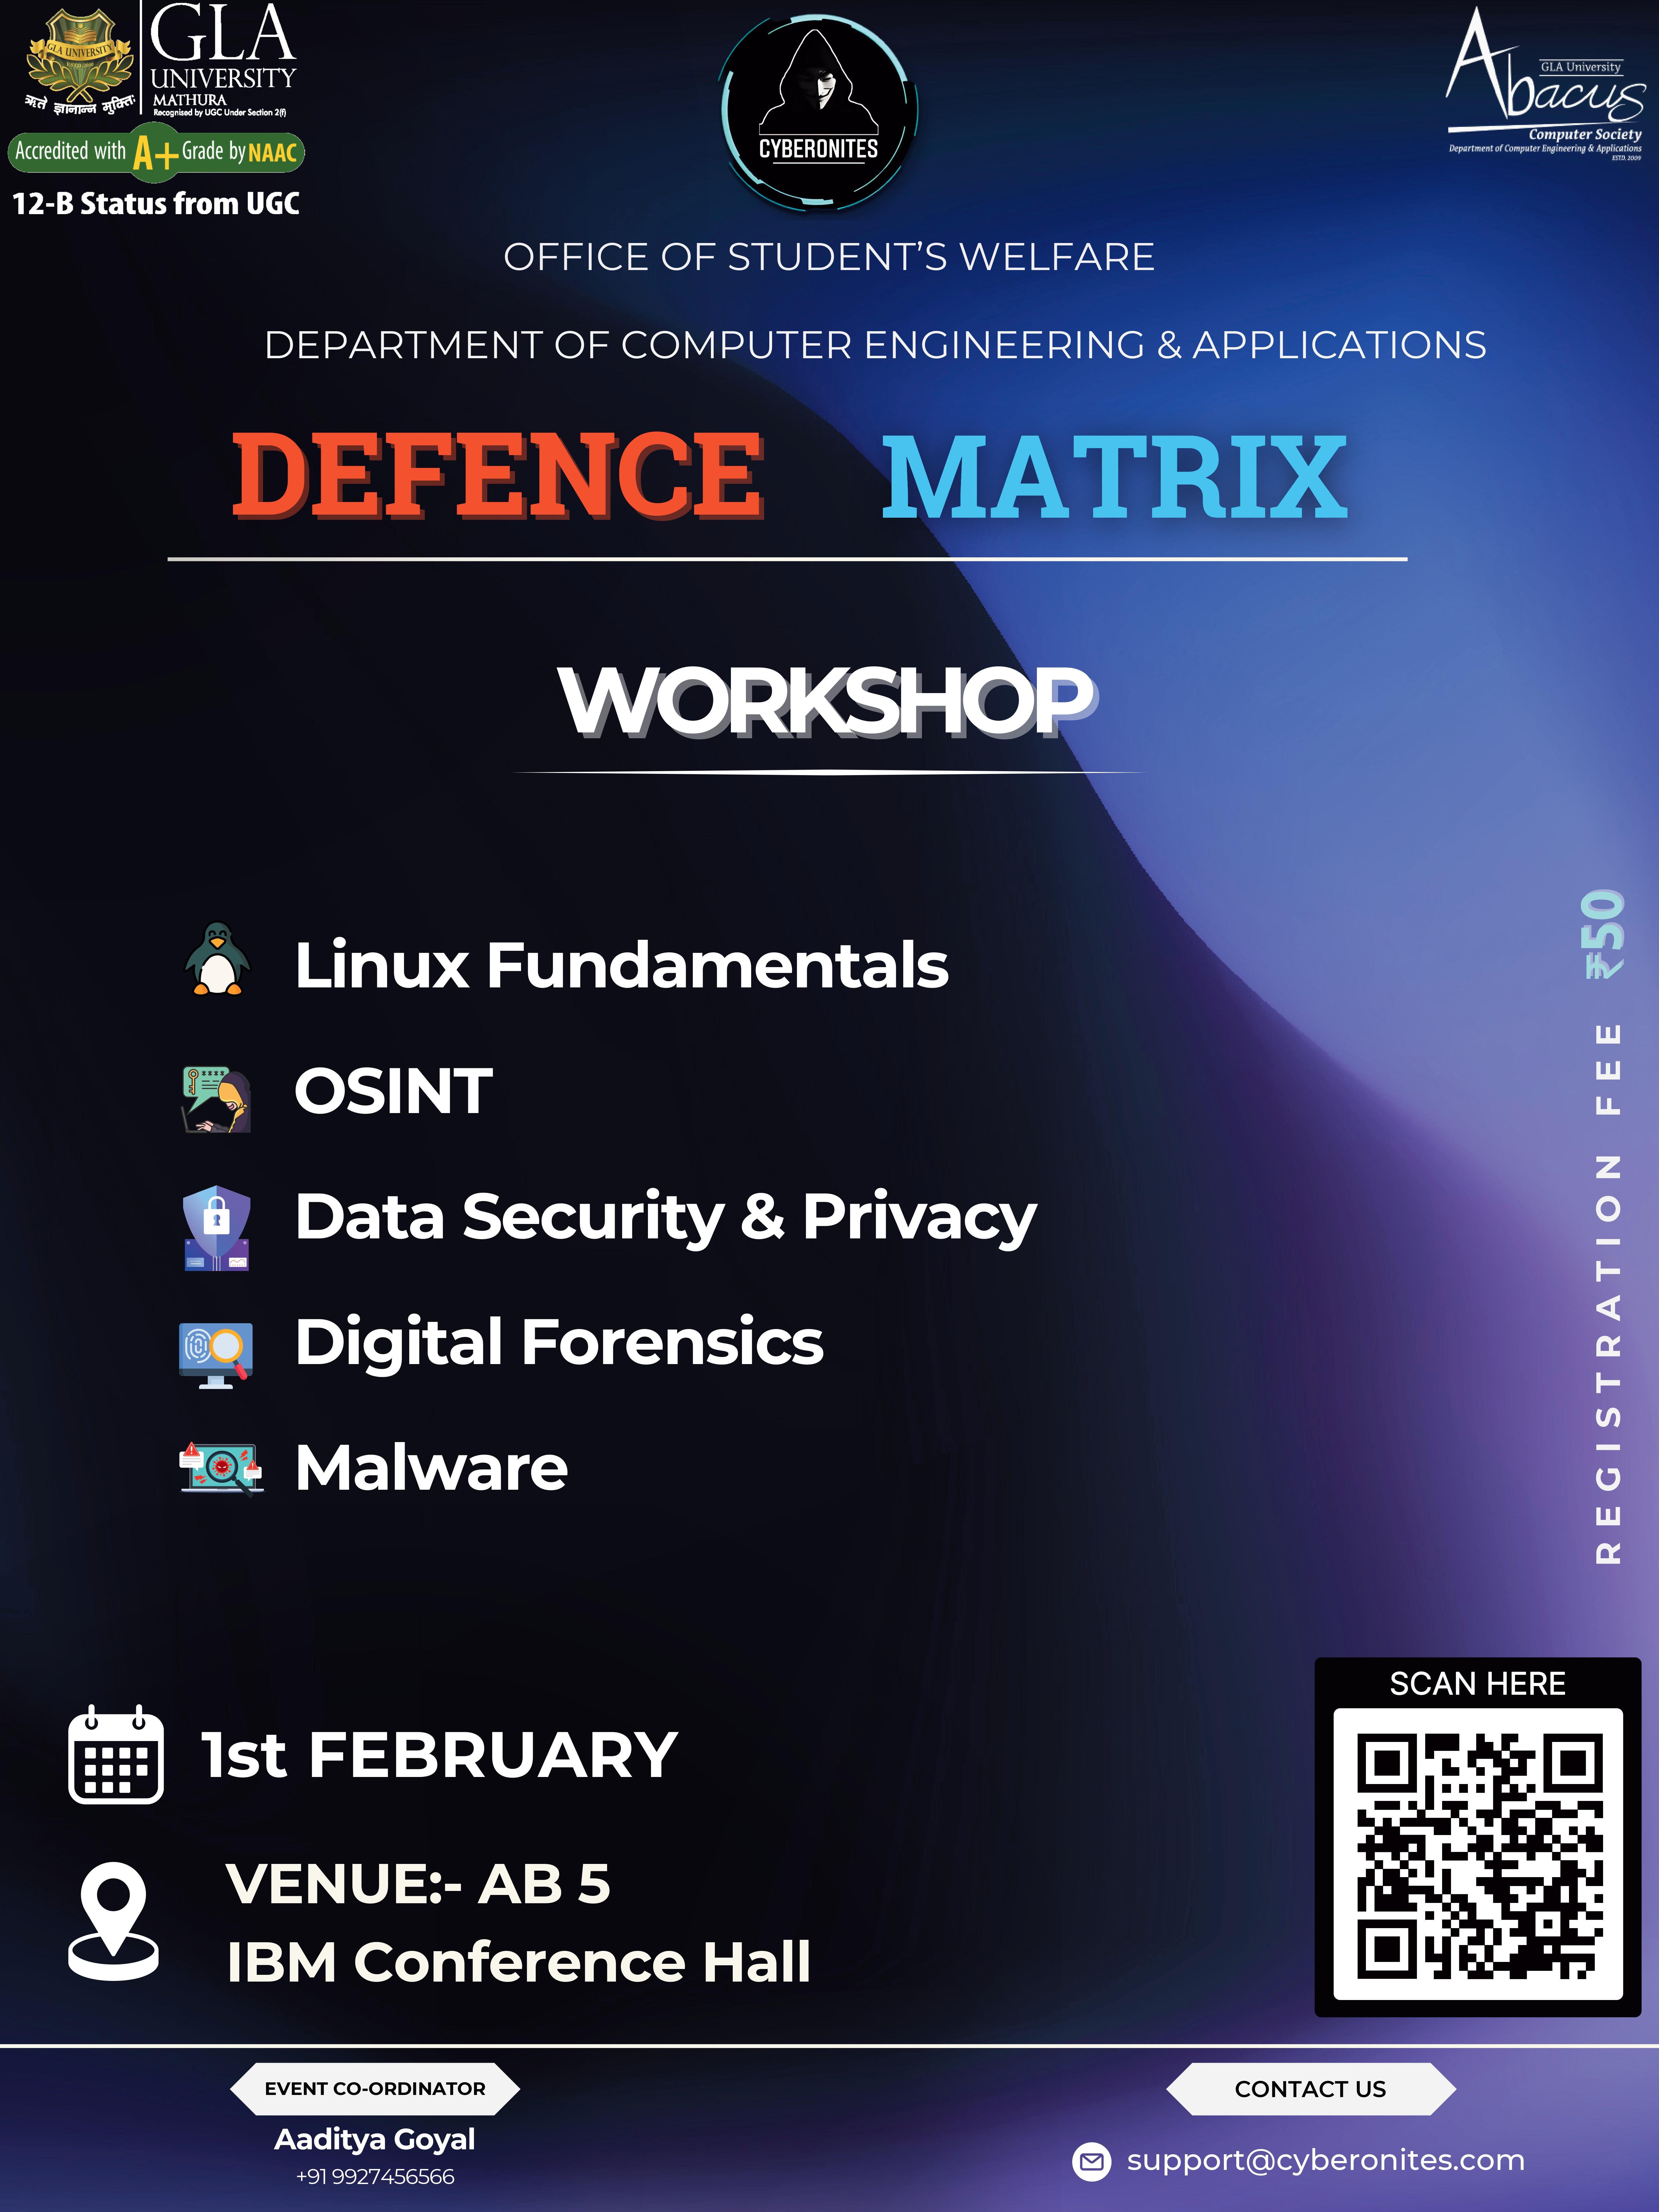 GLA
UNIVERSITY
MATHURA
Recognised by UGC Under Section 2(f)
GLA UNIVERSITY
ऋते ज्ञानान्न मुक्तिः
Accredited with A+ Grade by NAAC
12-B Status from UGC
CYBERONITES
GLA University
Abacus
Computer Society
Department of Computer Engineering & Applications
ESTD. 2009
OFFICE OF STUDENT'S WELFARE
DEPARTMENT OF COMPUTER ENGINEERING & APPLICATIONS
DEFENCE MATRIX
WORKSHOP
Linux Fundamentals
OSINT
Data Security & Privacy
Digital Forensics
Malware
REGISTRATION FEE ₹50
1st FEBRUARY
VENUE:- AB 5
IBM Conference Hall
SCAN HERE
EVENT CO-ORDINATOR
Aaditya Goyal
+91 9927456566
CONTACT US
support@cyberonites.com